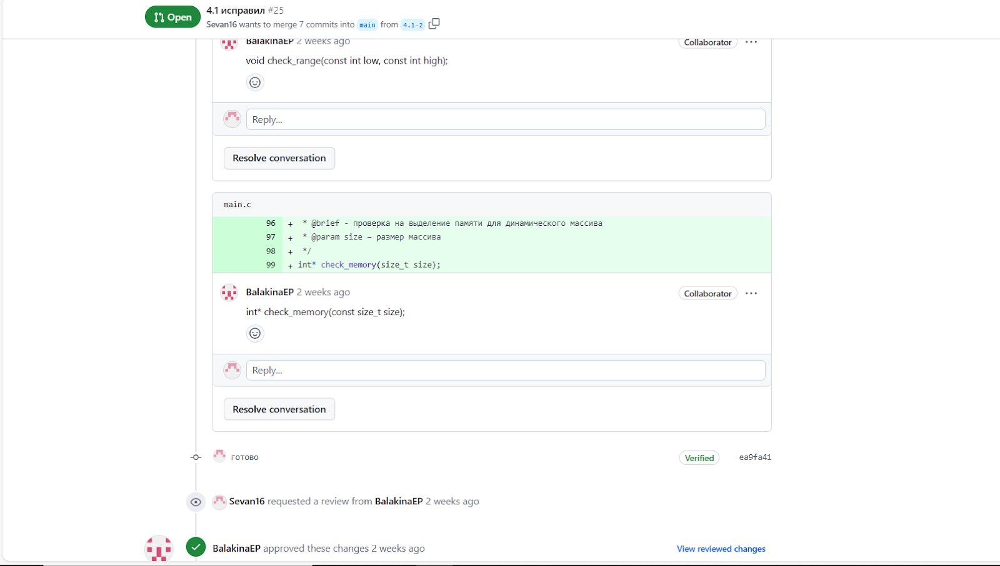 Open
4.1 исправил #25
Sevan16 wants to merge 7 commits into main from 4.1-2
BalakinaEP 2 weeks ago
Collaborator
void check_range(const int low, const int high);
Reply...
Resolve conversation
main.c
96 + * @brief - проверка на выделение памяти для динамического массива
97 + * @param size – размер массива
98 + */
99 + int* check_memory(size_t size);
BalakinaEP 2 weeks ago
Collaborator
int* check_memory(const size_t size);
Reply...
Resolve conversation
готово
Verified
ea9fa41
Sevan16 requested a review from BalakinaEP 2 weeks ago
BalakinaEP approved these changes 2 weeks ago
View reviewed changes